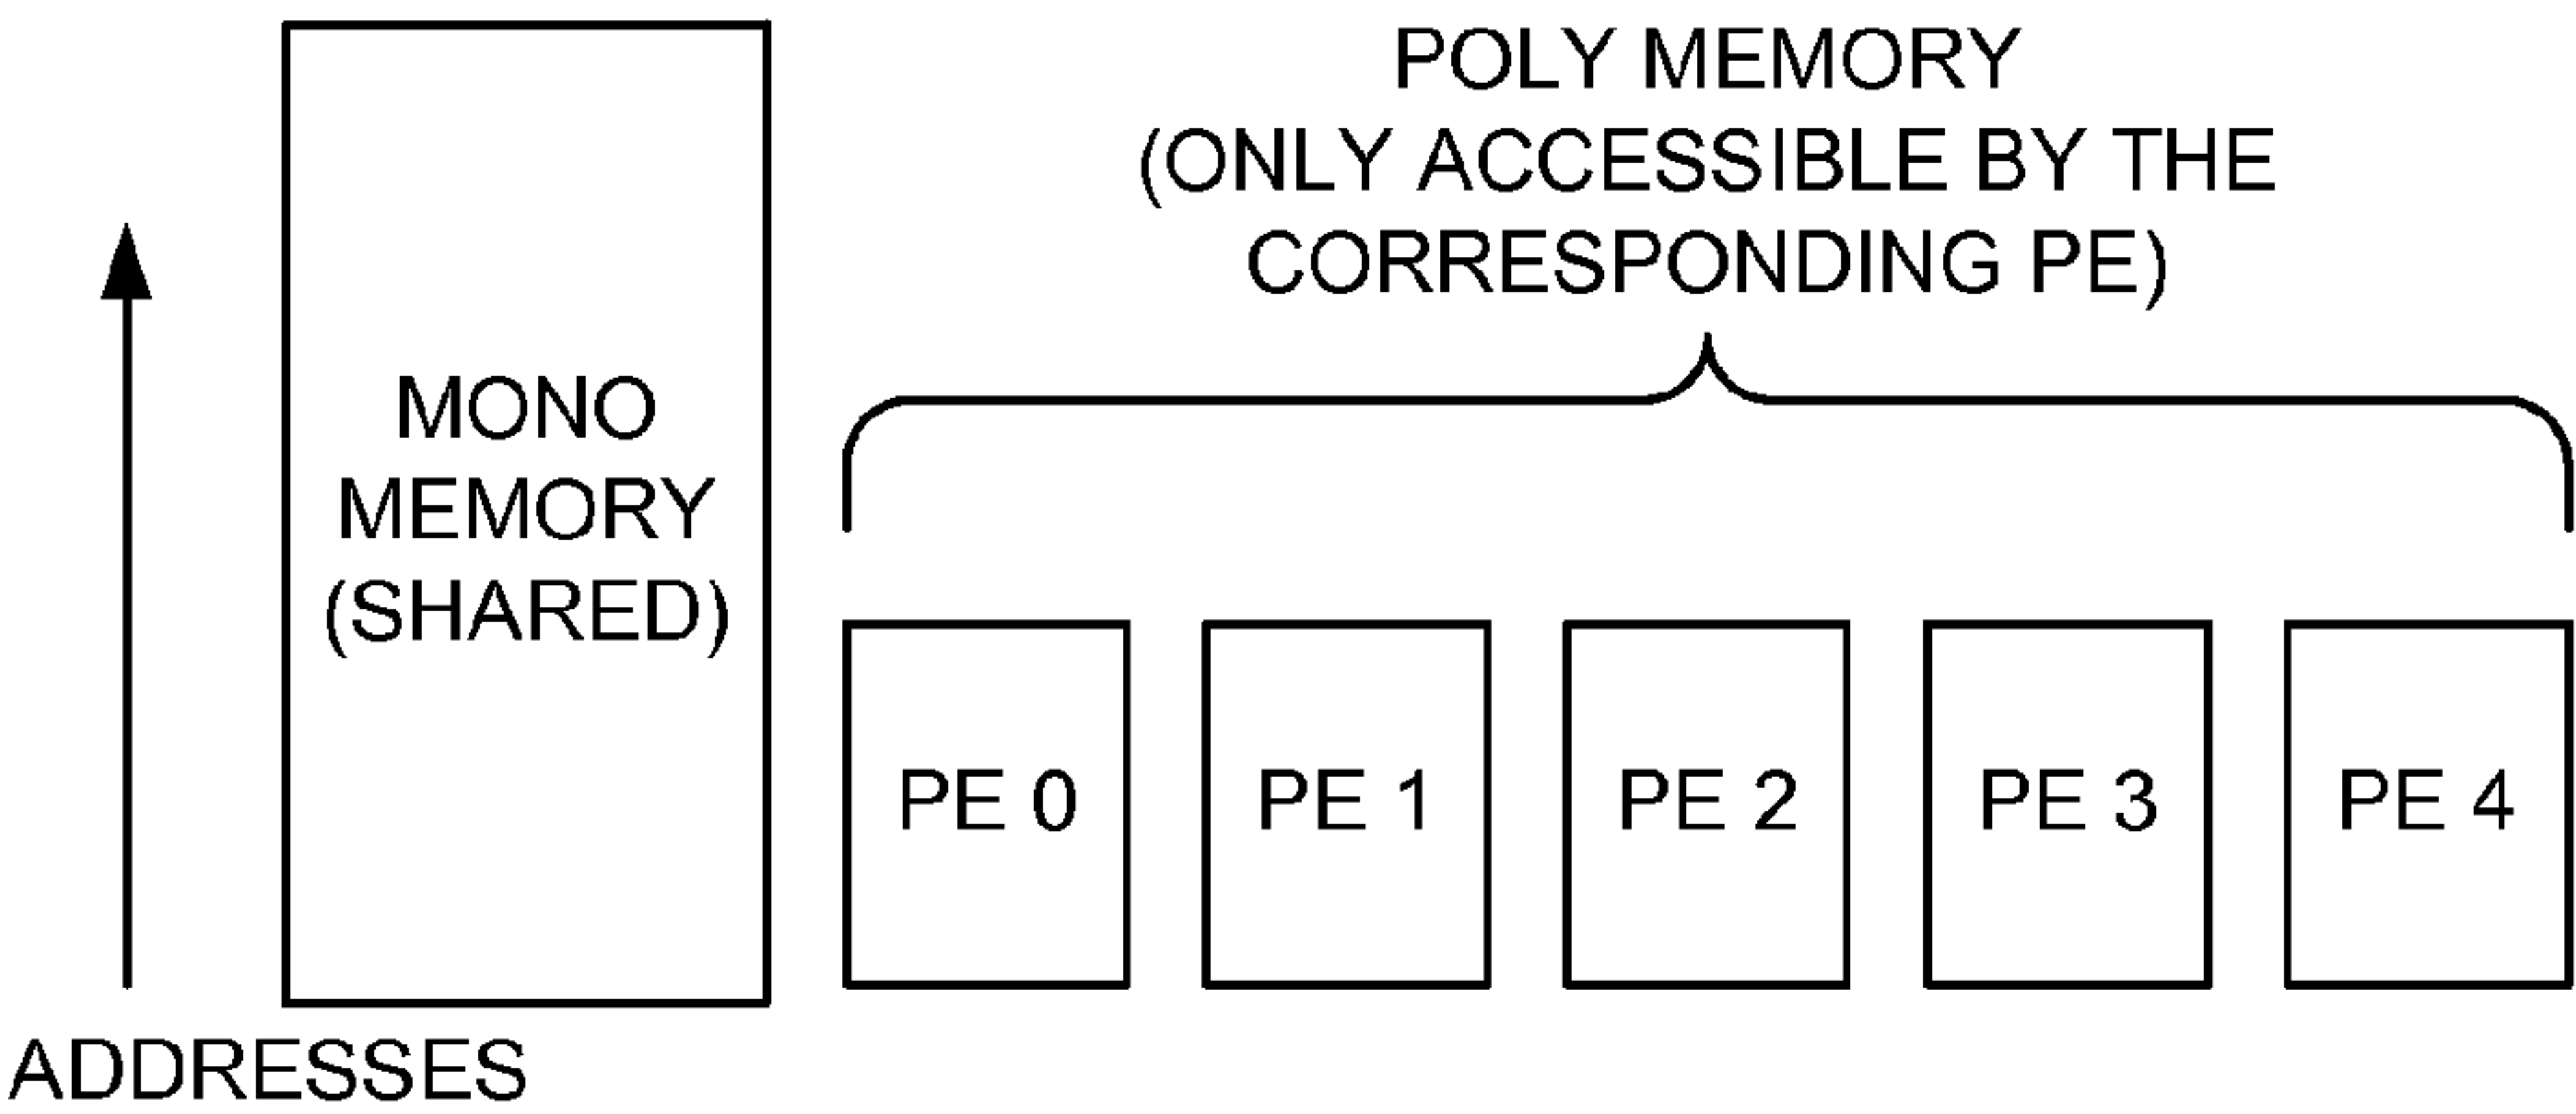 POLY MEMORY
(ONLY ACCESSIBLE BY THE
CORRESPONDING PE)
MONO
MEMORY
(SHARED)
PE 0
PE 1
PE 2
PE 3
PE 4
ADDRESSES